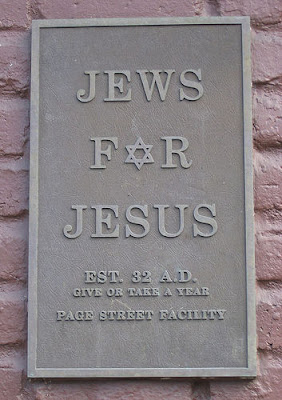 JEWS
F✡R
JESUS
EST. 32 A.D.
GIVE OR TAKE A YEAR
PAGE STREET FACILITY